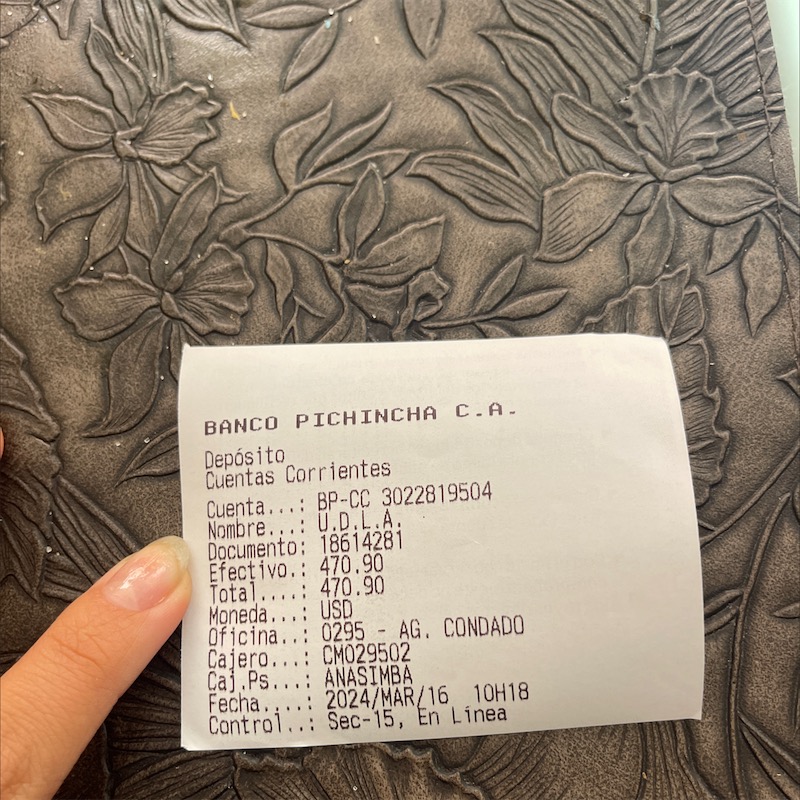 BANCO PICHINCHA C.A.
Depósito
Cuentas Corrientes
Cuenta...: BP-CC 3022819504
Nombre...: U.D.L.A.
Documento: 18614281
Efectivo.: 470.90
Total....: 470.90
Moneda...: USD
Oficina..: 0295 - AG. CONDADO
Cajero...: CM029502
Caj.Ps...: ANASIMBA
Fecha....: 2024/MAR/16 10H18
Control..: Sec-15, En Línea